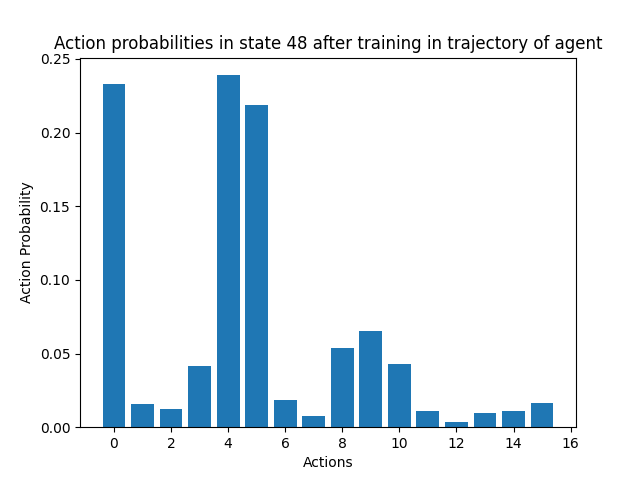 Action probabilities in state 48 after training in trajectory of agent
0.25
0.20
0.15
0.10
0.05
0.00
Action Probability
0 2 4 6 8 10 12 14 16
Actions